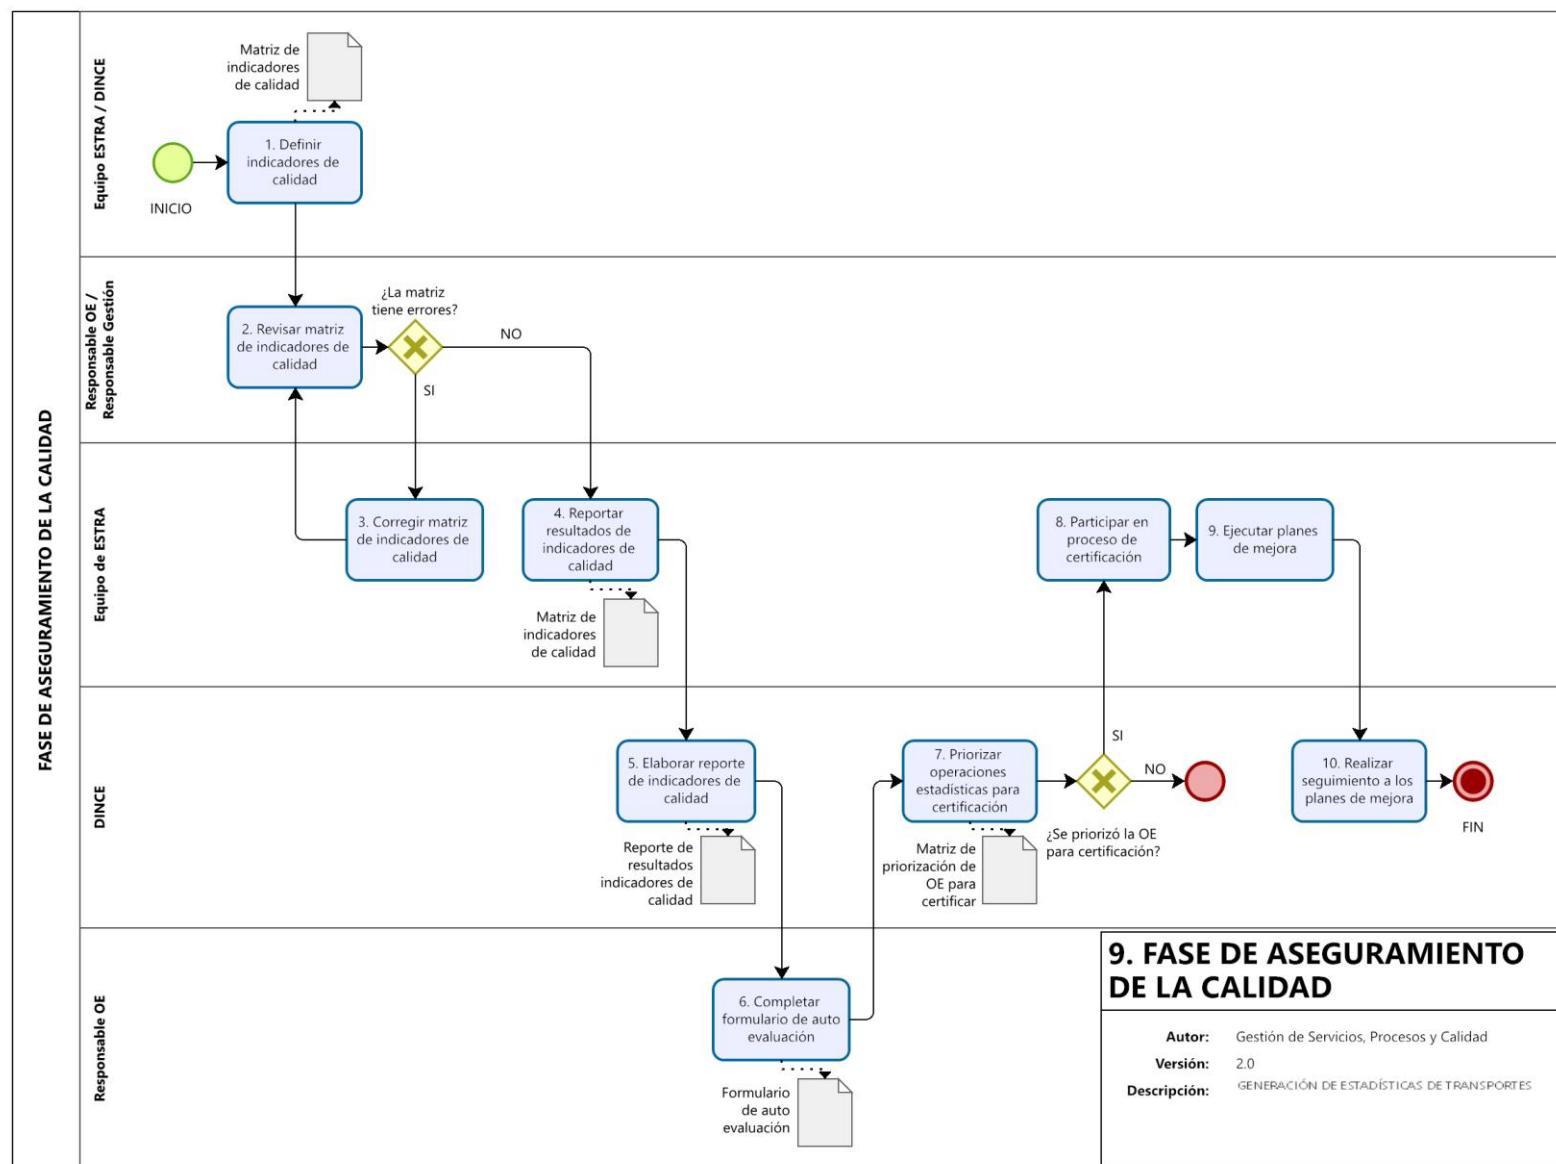 FASE DE ASEGURAMIENTO DE LA CALIDAD
Equipo ESTRA / DINCE
Matriz de
indicadores
de calidad
INICIO
1. Definir
indicadores de
calidad
Responsable OE /
Responsable Gestión
2. Revisar matriz
de indicadores de
calidad
¿La matriz
tiene errores?
NO
SI
Equipo de ESTRA
3. Corregir matriz
de indicadores de
calidad
4. Reportar
resultados de
indicadores de
calidad
Matriz de
indicadores
de calidad
8. Participar en
proceso de
certificación
9. Ejecutar planes
de mejora
DINCE
5. Elaborar reporte
de indicadores de
calidad
Reporte de
resultados
indicadores de
calidad
7. Priorizar
operaciones
estadísticas para
certificación
Matriz de
priorización de
OE para
certificar
SI
NO
¿Se priorizó la OE
para certificación?
10. Realizar
seguimiento a los
planes de mejora
FIN
Responsable OE
6. Completar
formulario de auto
evaluación
Formulario
de auto
evaluación
9. FASE DE ASEGURAMIENTO
DE LA CALIDAD
Autor: Gestión de Servicios, Procesos y Calidad
Versión: 2.0
Descripción: GENERACIÓN DE ESTADÍSTICAS DE TRANSPORTES